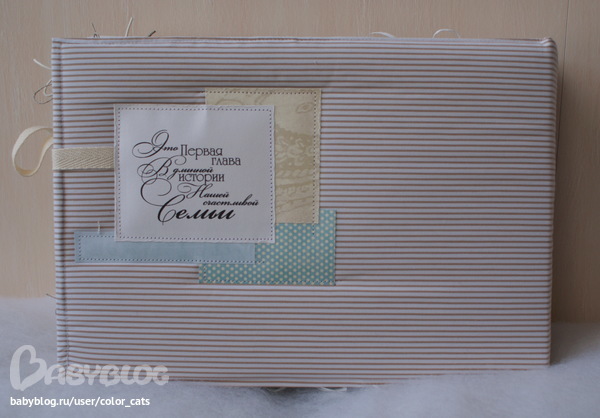 Это Первая
глава
В длинной
истории
Нашей
счастливой
Семьи
BABYBLOG
babyblog.ru/user/color_cats